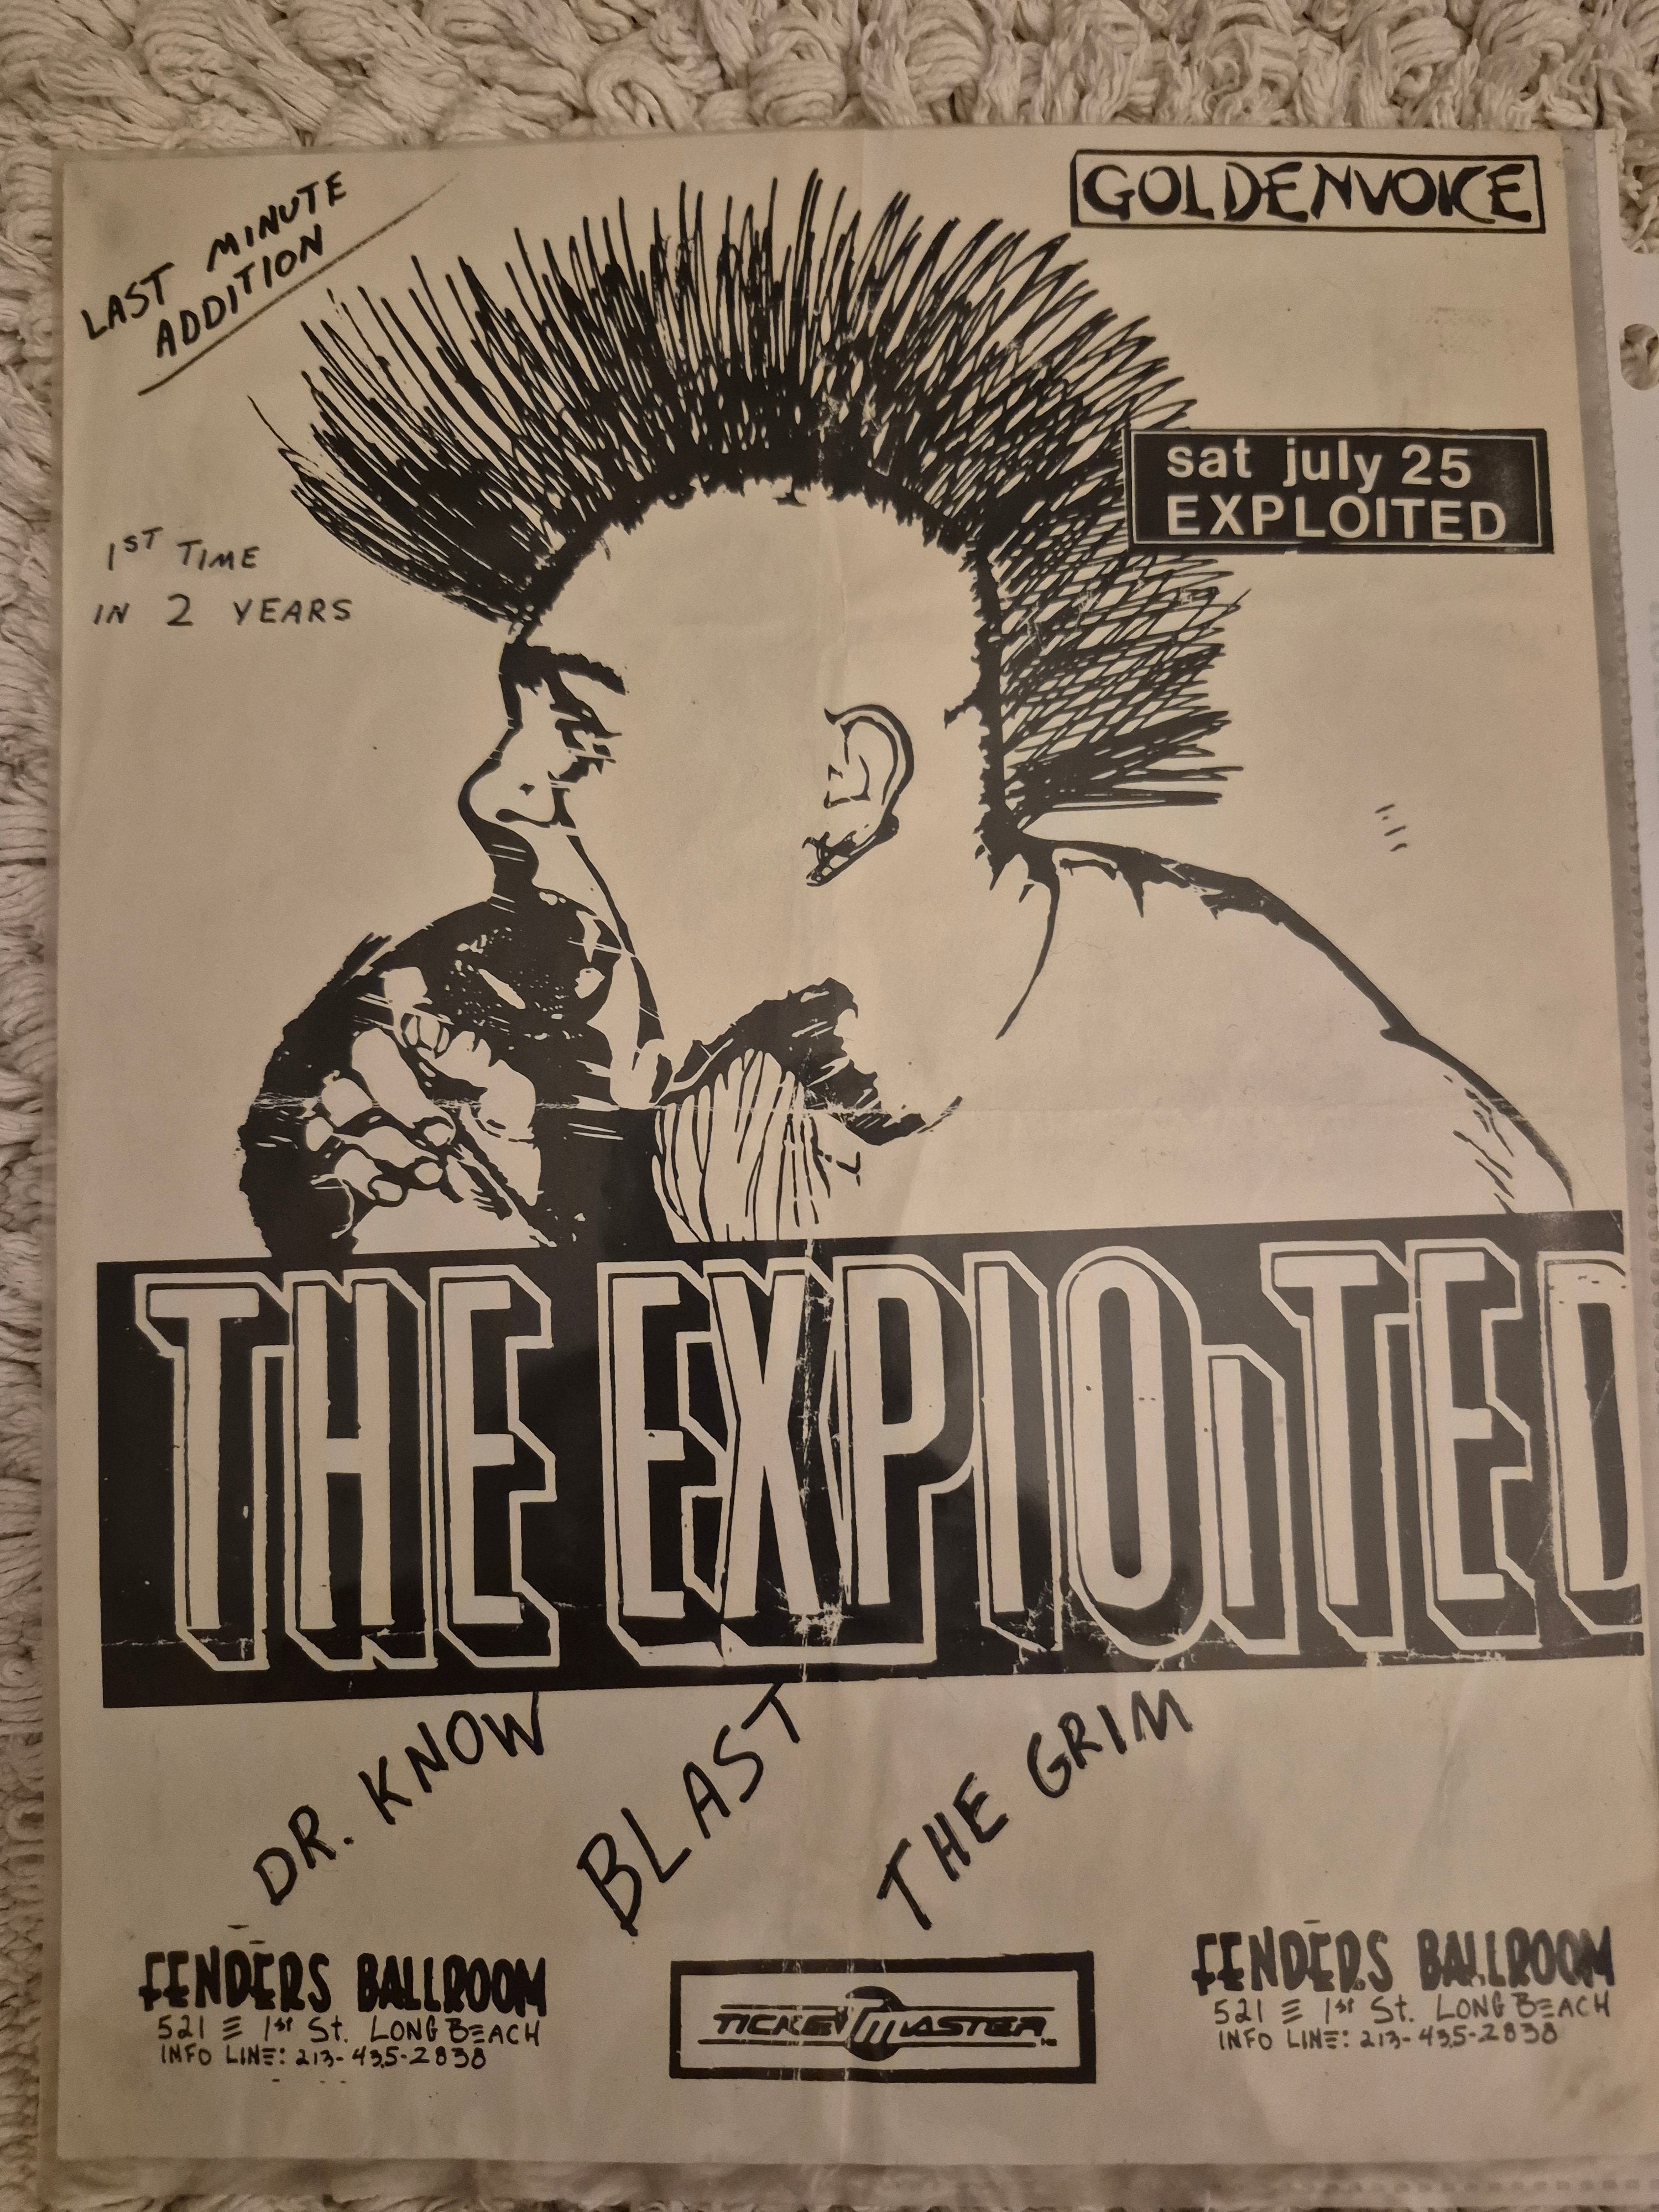 LAST MINUTE
ADDITION
GOLDENVOICE
sat july 25
EXPLOITED
1ST TIME
IN 2 YEARS
THE EXPLOiTED
DR. KNOW
BLAST
THE GRIM
FENDERS BALLROOM
521 E 1st St. LONG BEACH
INFO LINE: 213-435-2838
TICKETMASTER
FENDERS BALLROOM
521 E 1st St. LONG BEACH
INFO LINE: 213-435-2838